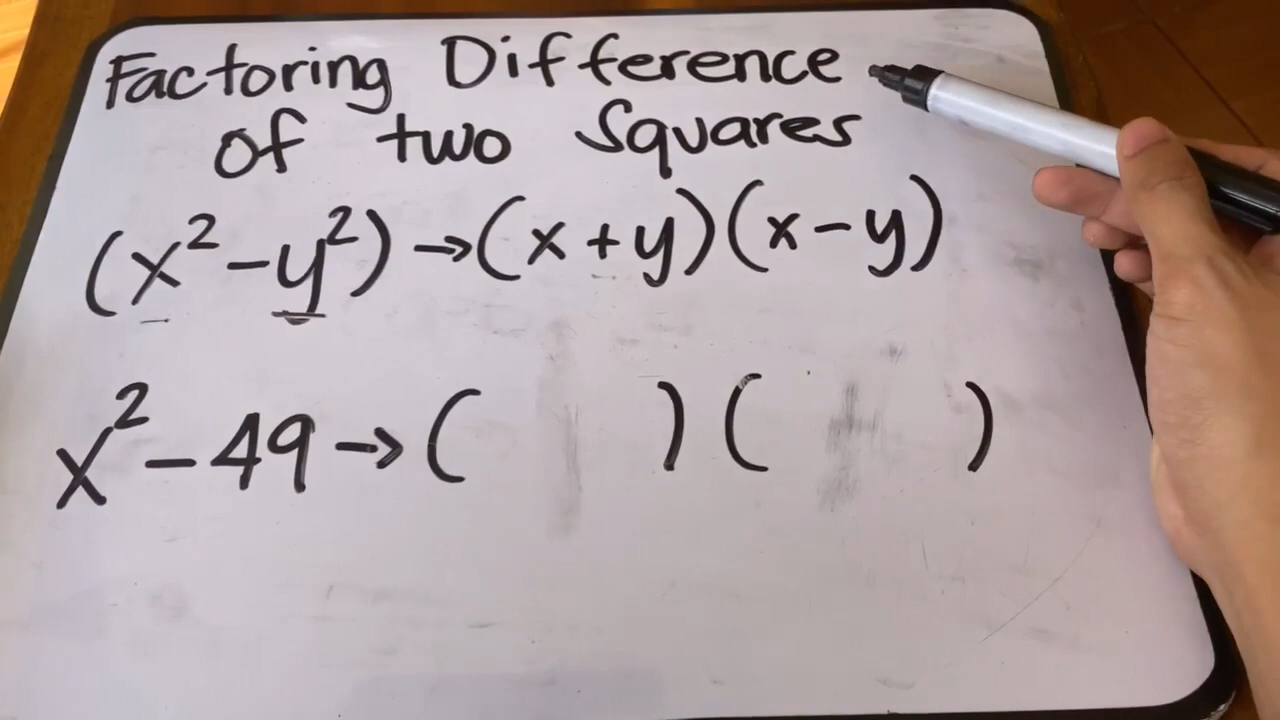 Factoring Difference
of two Squares
(x² - y²) → (x + y)(x - y)
x² - 49 → (      ) (      )